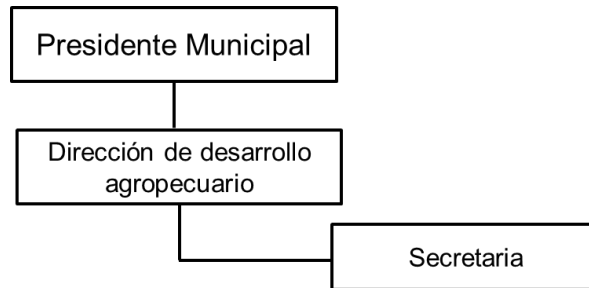 Presidente Municipal
Dirección de desarrollo
agropecuario
Secretaria